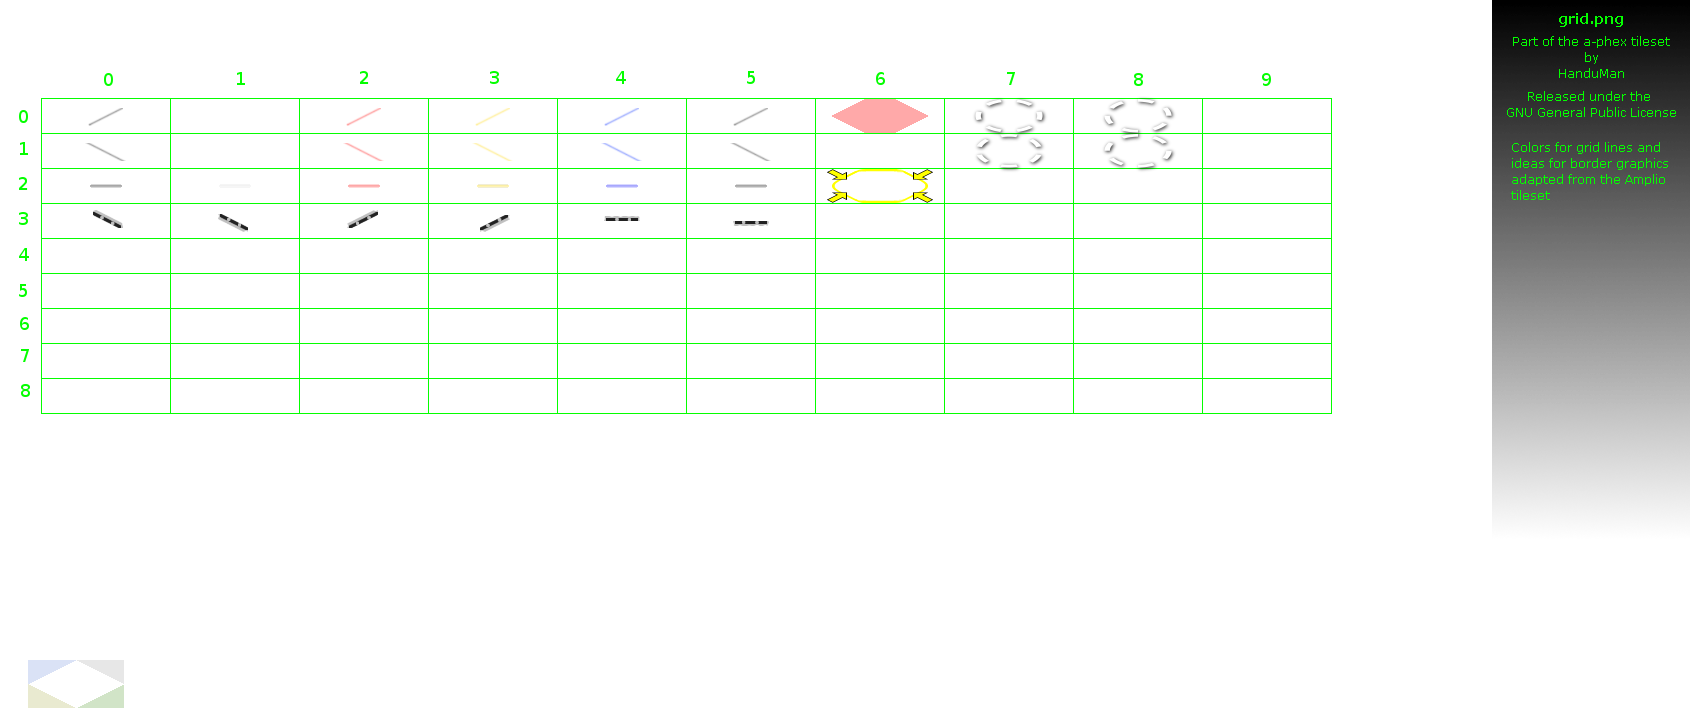 grid.png
Part of the a-phex tileset
by
HanduMan
Released under the
GNU General Public License
Colors for grid lines and
ideas for border graphics
adapted from the Amplio
tileset
0 1 2 3 4 5 6 7 8 9
0
1
2
3
4
5
6
7
8